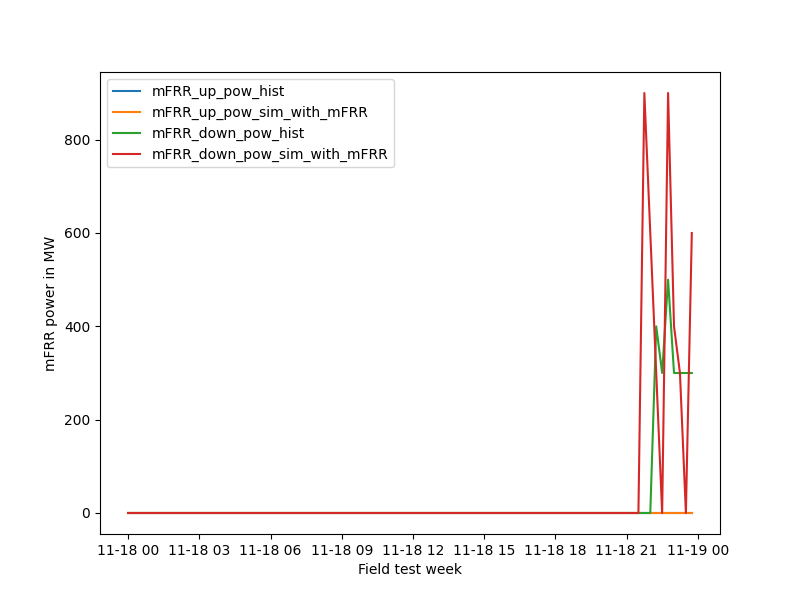 mFRR_up_pow_hist
mFRR_up_pow_sim_with_mFRR
mFRR_down_pow_hist
mFRR_down_pow_sim_with_mFRR
800
600
400
200
0
mFRR power in MW
11-18 00 11-18 03 11-18 06 11-18 09 11-18 12 11-18 15 11-18 18 11-18 21 11-19 00
Field test week